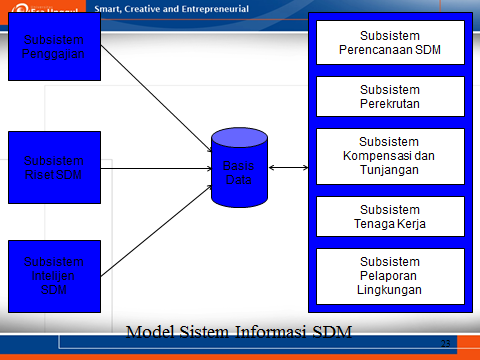 Smart, Creative and Entrepreneurial
Subsistem
Penggajian
Subsistem
Riset SDM
Subsistem
Intelijen
SDM
Basis
Data
Subsistem
Perencanaan SDM
Subsistem
Perekrutan
Subsistem
Kompensasi dan
Tunjangan
Subsistem
Tenaga Kerja
Subsistem
Pelaporan
Lingkungan
Model Sistem Informasi SDM